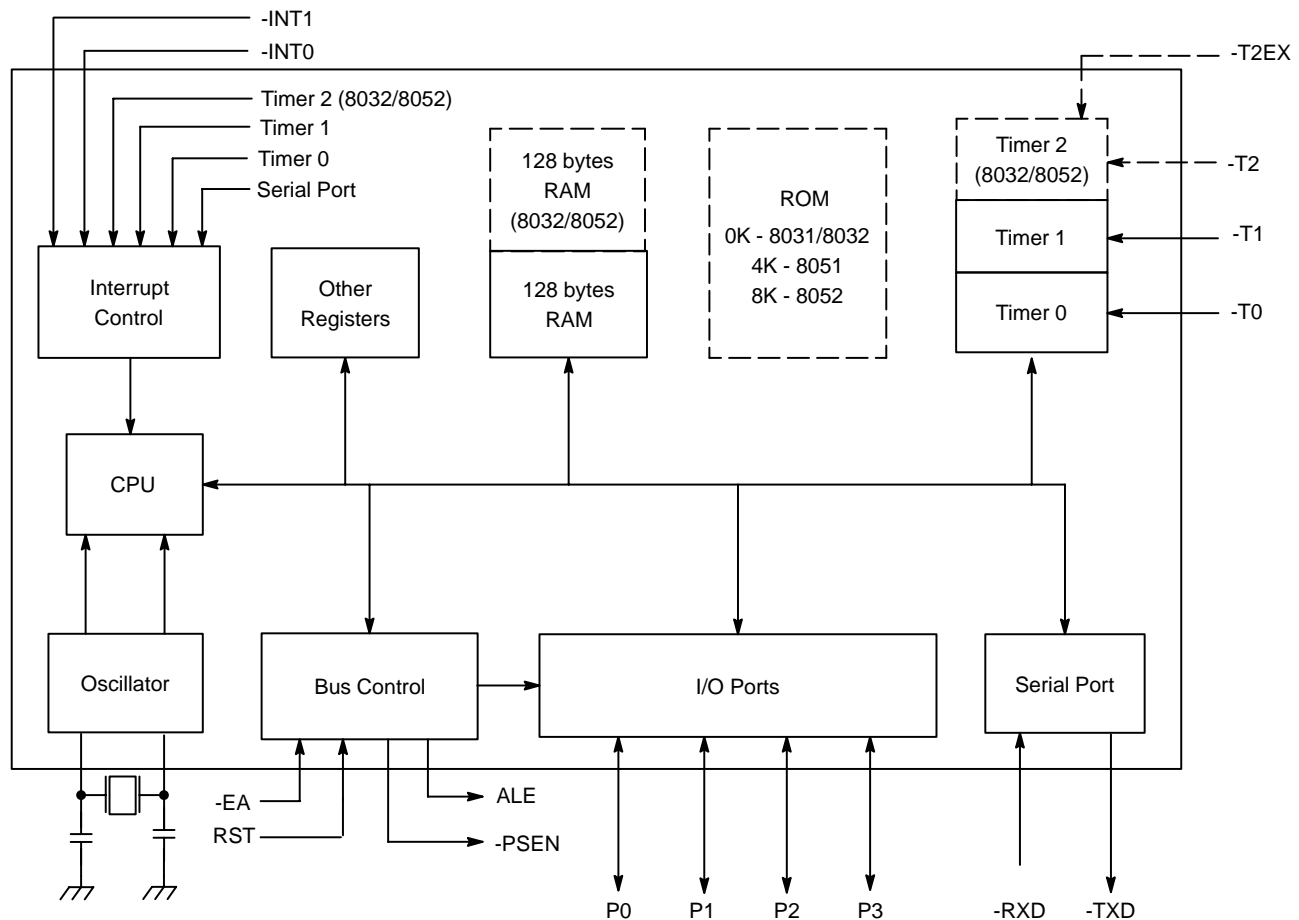 -INT1
-INT0
-T2EX
Timer 2 (8032/8052)
Timer 1
Timer 0
Serial Port
128 bytes
RAM
(8032/8052)
128 bytes
RAM
ROM
0K - 8031/8032
4K - 8051
8K - 8052
Timer 2
(8032/8052)
-T2
Timer 1
-T1
Timer 0
-T0
Interrupt
Control
Other
Registers
CPU
Oscillator
Bus Control
I/O Ports
Serial Port
-EA
RST
ALE
-PSEN
P0
P1
P2
P3
-RXD
-TXD